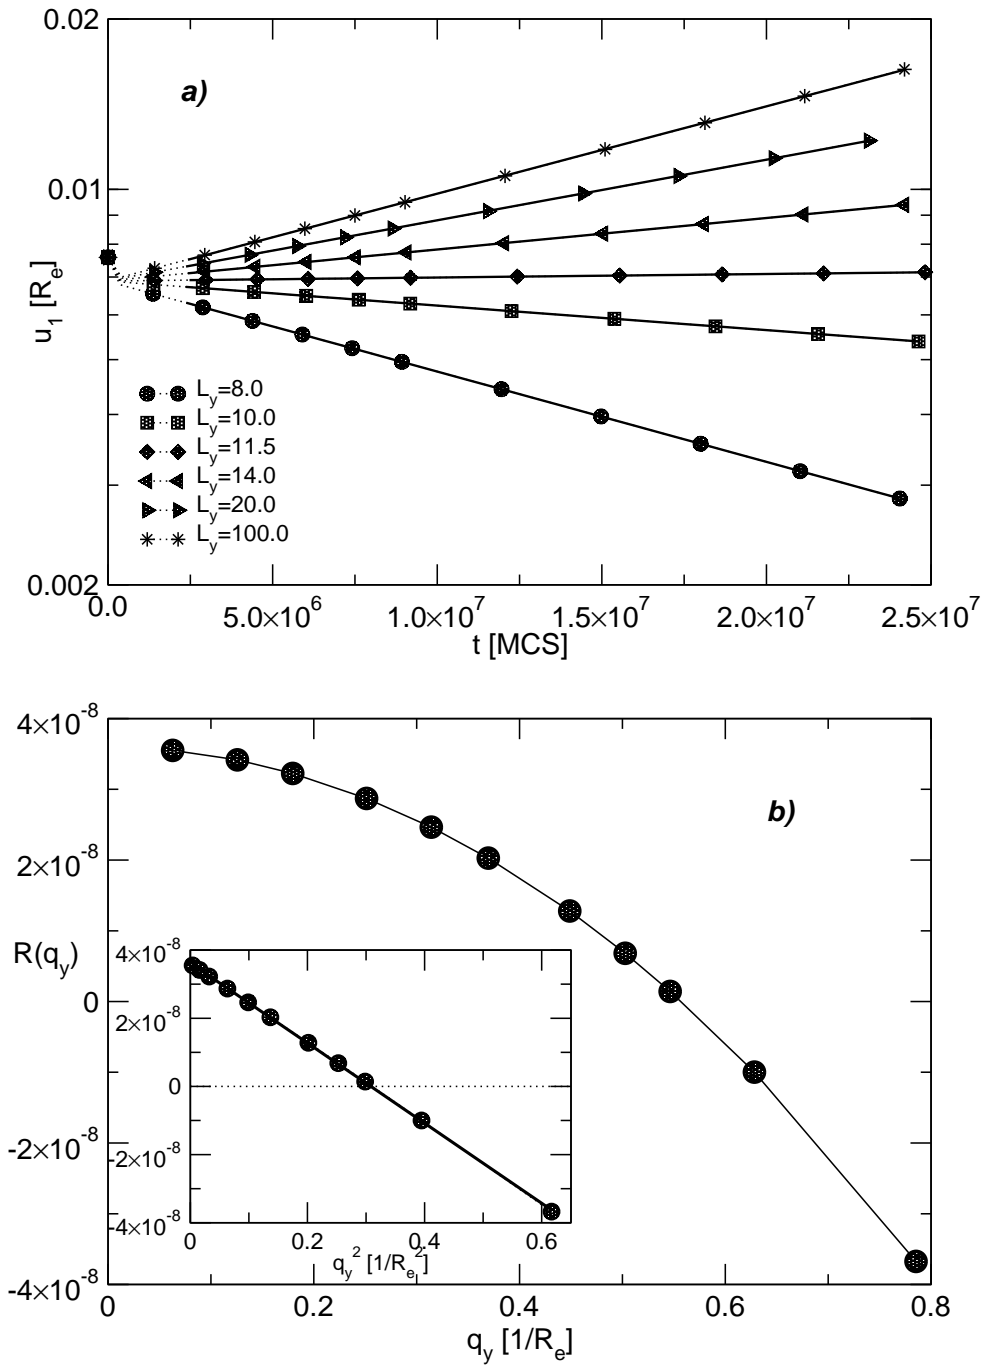 0.02
a)
0.01
u1 [Re]
Ly=8.0
Ly=10.0
Ly=11.5
Ly=14.0
Ly=20.0
Ly=100.0
0.002
0.0 5.0×10^6 1.0×10^7 1.5×10^7 2.0×10^7 2.5×10^7
t [MCS]
4×10^-8
b)
2×10^-8
R(qy)
0
-2×10^-8
-4×10^-8
4×10^-8
2×10^-8
0
-2×10^-8
-4×10^-8
0 0.2 0.4 0.6
qy^2 [1/Re^2]
0 0.2 0.4 0.6 0.8
qy [1/Re]